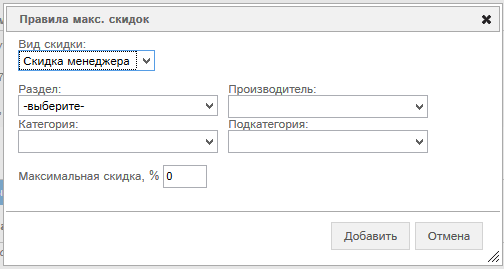 Правила макс. скидок
Вид скидки:
Скидка менеджера
Раздел: Производитель:
-выберите-
Категория: Подкатегория:
Максимальная скидка, % 0
Добавить Отмена